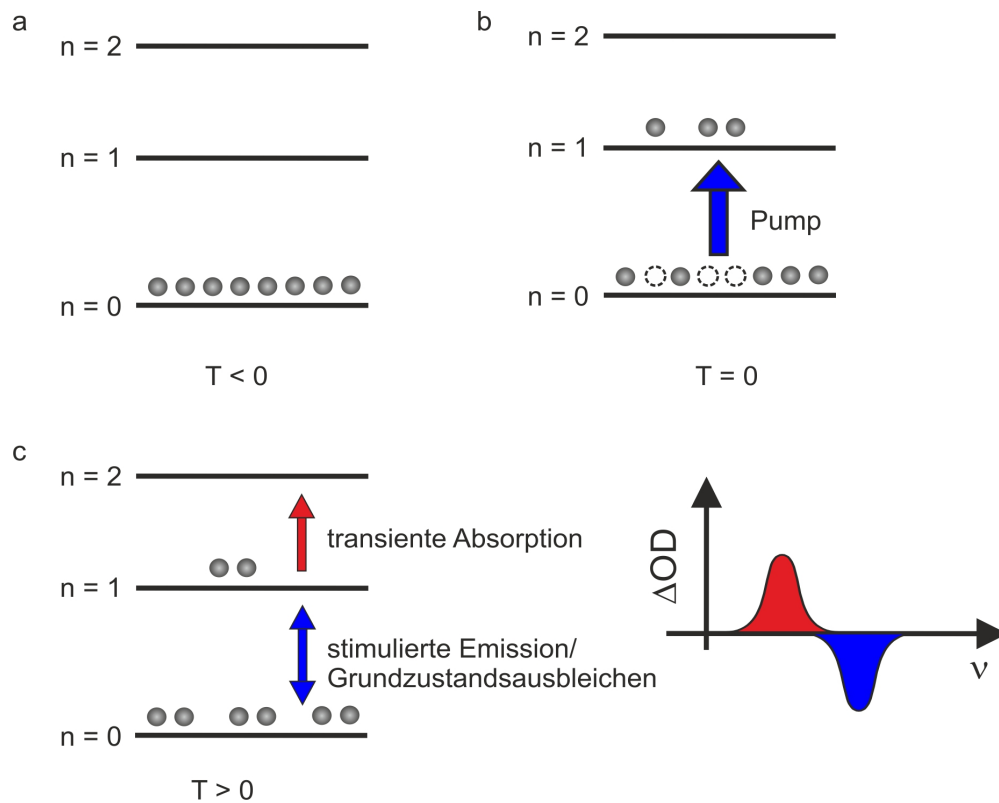 a
n = 2
n = 1
n = 0
T < 0
b
n = 2
n = 1
Pump
n = 0
T = 0
c
n = 2
transiente Absorption
n = 1
stimulierte Emission/
Grundzustandsausbleichen
n = 0
T > 0
ΔOD
ν